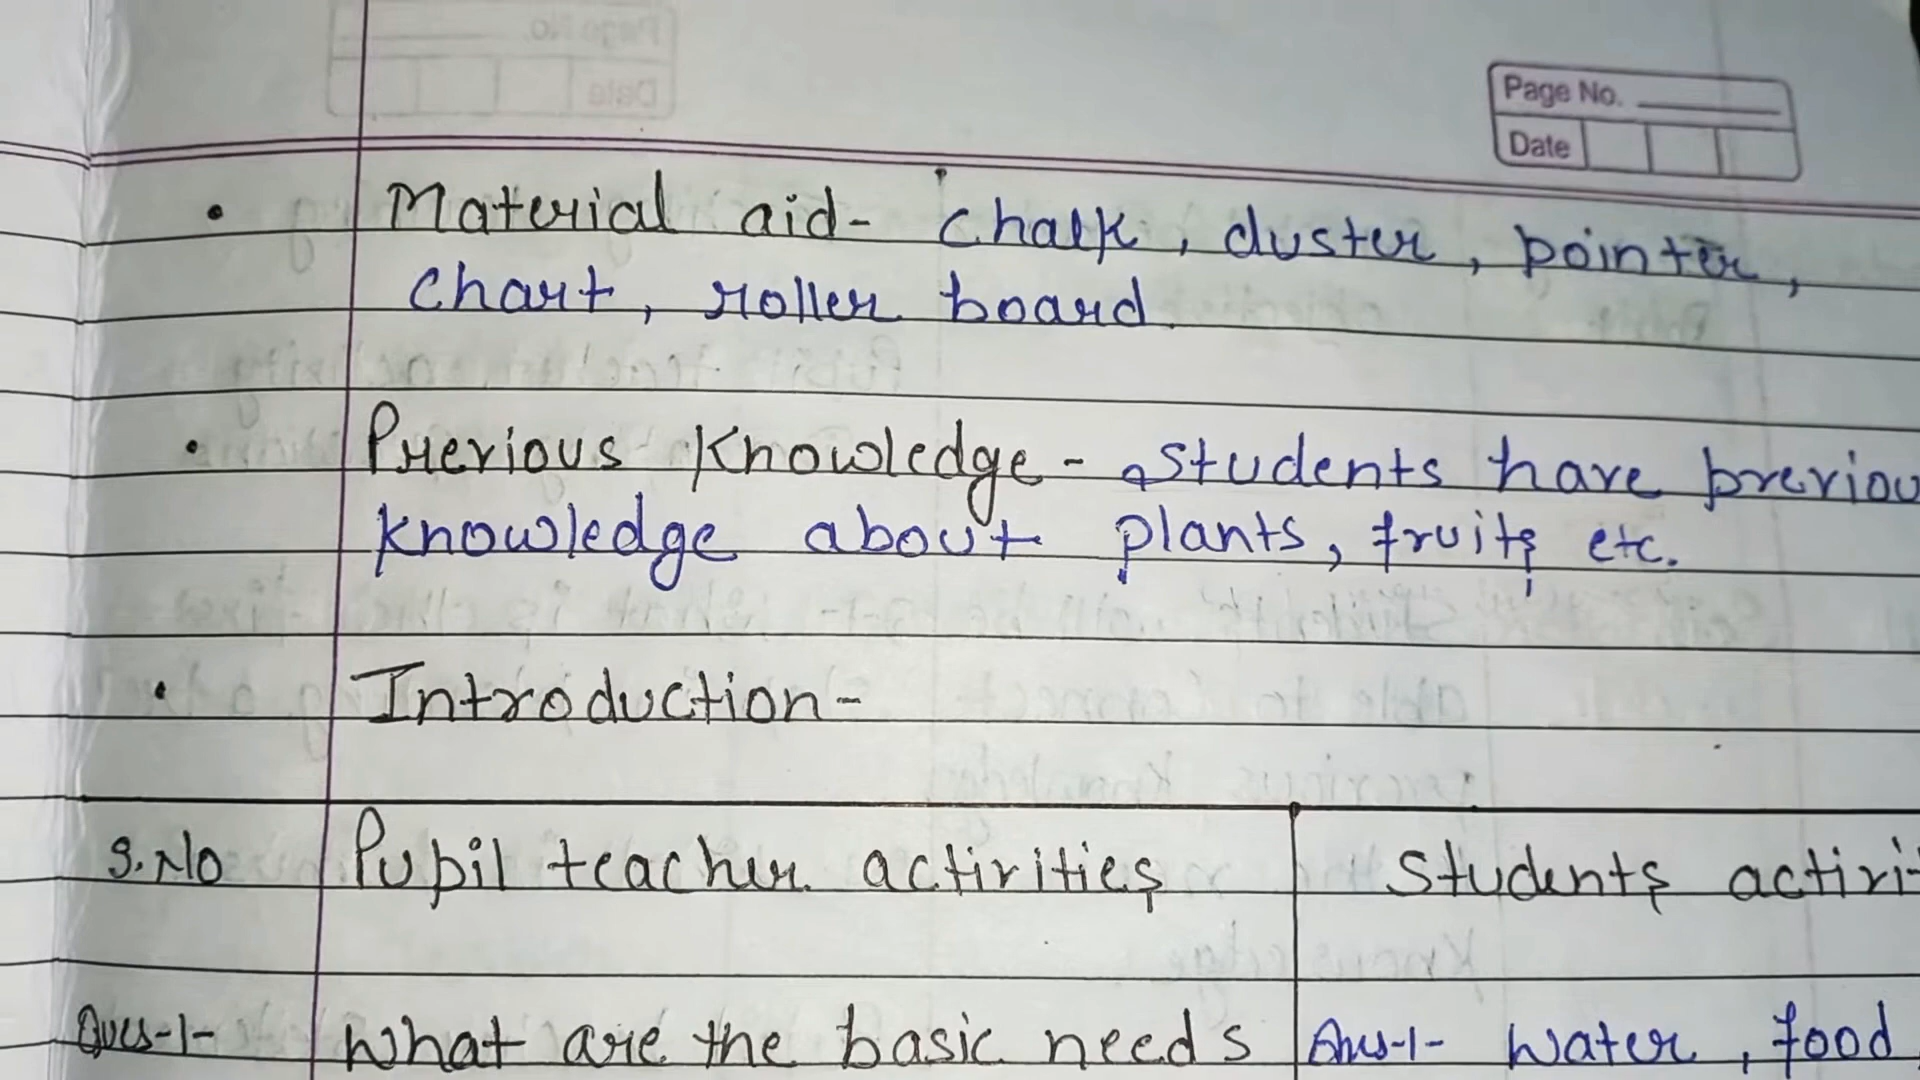 Page No.
Date
• Material aid- Chalk, duster, pointer,
chart, roller board
• Previous Knowledge - students have previou
knowledge about plants, fruits etc.
• Introduction-
S.No Pupil teacher activities Students activi
Ques-1- What are the basic needs Ans-1- Water, food